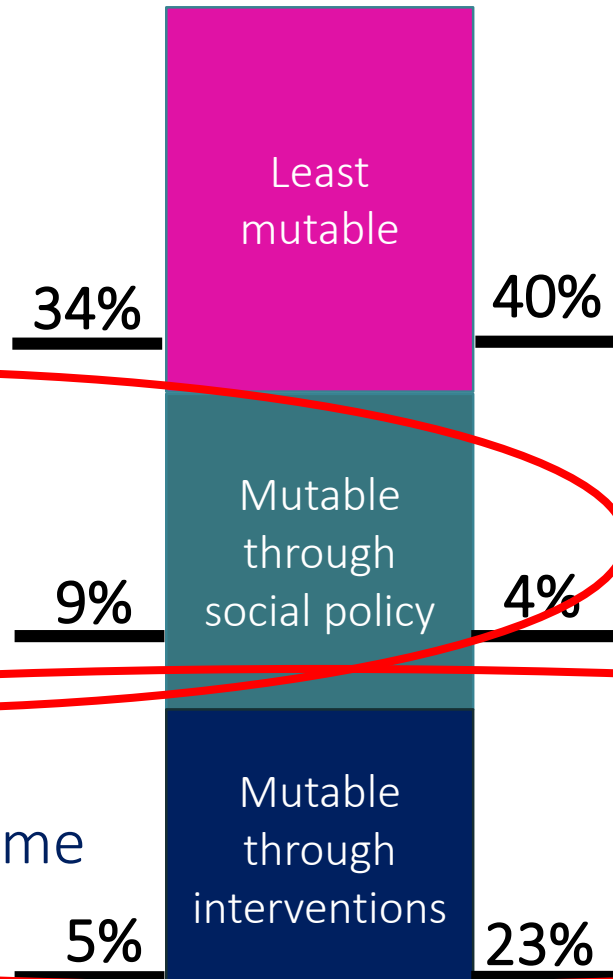 Least
mutable
34%
40%
Mutable
through
social policy
9%
4%
Mutable
through
interventions
me
5%
23%